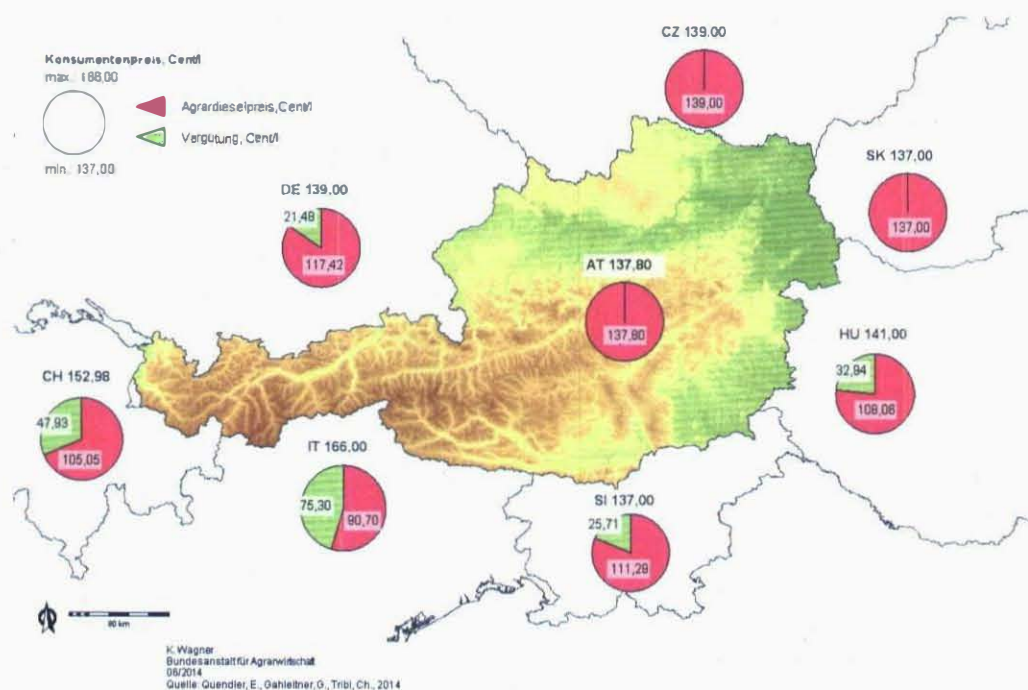 Konsumentenpreis, Cent/l
max. 166,00
Agrardieselpreis, Cent/l
Vergütung, Cent/l
min. 137,00
CZ 139.00
139,00
SK 137,00
137,00
DE 139.00
21,48
117,42
AT 137,80
137,80
HU 141,00
32,94
108,06
CH 152,98
47,93
105,05
IT 166,00
75,30
90,70
SI 137,00
25,71
111,29
80 km
K. Wagner
Bundesanstalt für Agrarwirtschaft
06/2014
Quelle: Quendler, E., Gahleitner, G., Tribl, Ch., 2014